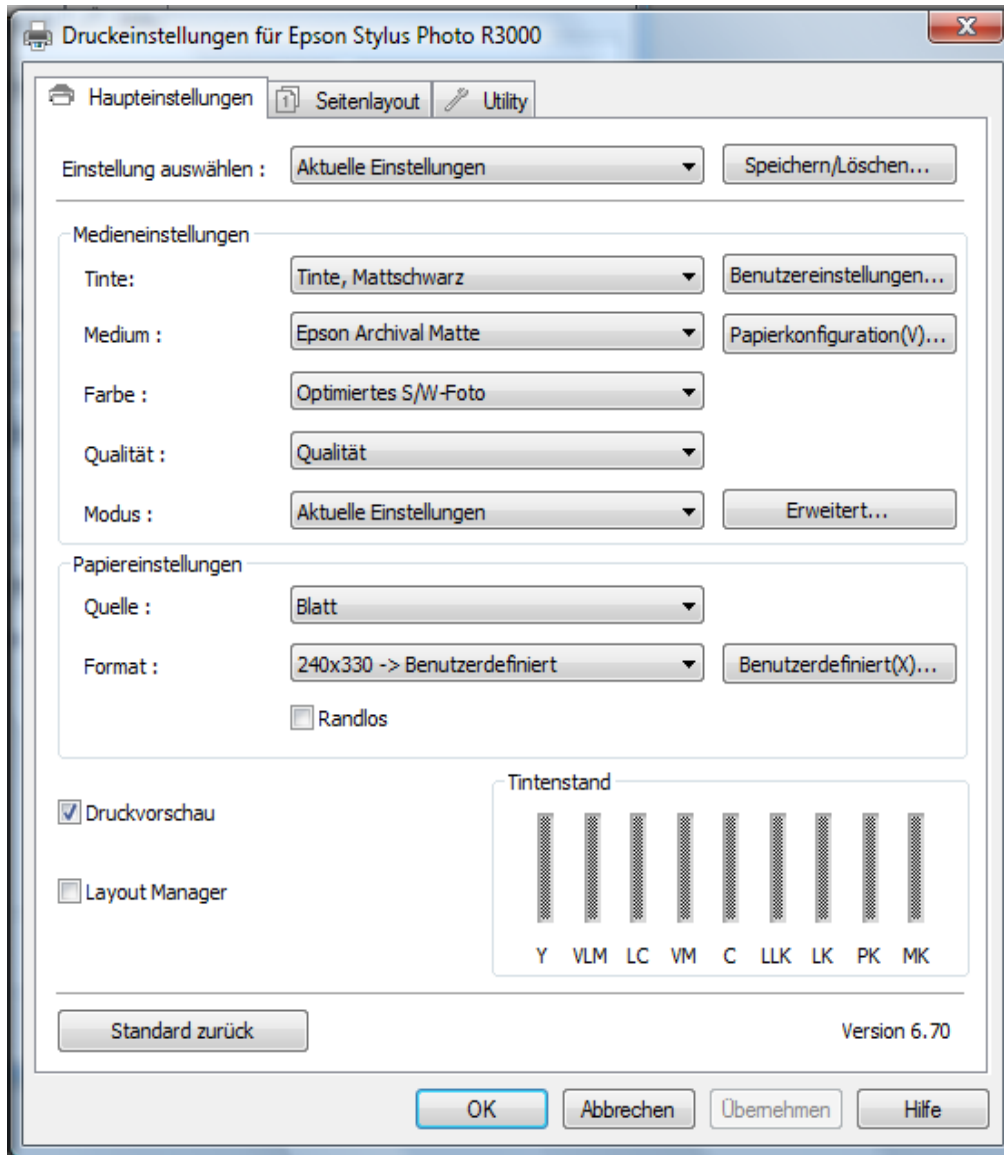 Druckeinstellungen für Epson Stylus Photo R3000
Haupteinstellungen
1 Seitenlayout
Utility
Einstellung auswählen : Aktuelle Einstellungen Speichern/Löschen...
Medieneinstellungen
Tinte: Tinte, Mattschwarz Benutzereinstellungen...
Medium : Epson Archival Matte Papierkonfiguration(V)...
Farbe : Optimiertes S/W-Foto
Qualität : Qualität
Modus : Aktuelle Einstellungen Erweitert...
Papiereinstellungen
Quelle : Blatt
Format : 240x330 -> Benutzerdefiniert Benutzerdefiniert(X)...
Randlos
Druckvorschau
Layout Manager
Tintenstand
Y VLM LC VM C LLK LK PK MK
Standard zurück
Version 6.70
OK Abbrechen Übernehmen Hilfe